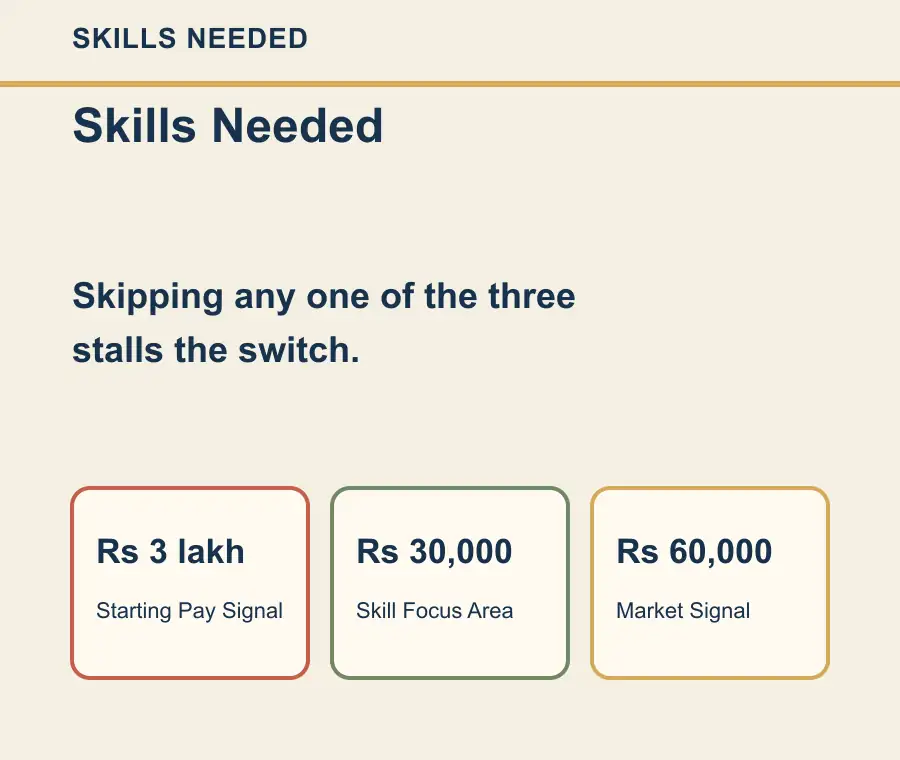 SKILLS NEEDED
Skills Needed
Skipping any one of the three
stalls the switch.
Rs 3 lakh
Starting Pay Signal
Rs 30,000
Skill Focus Area
Rs 60,000
Market Signal